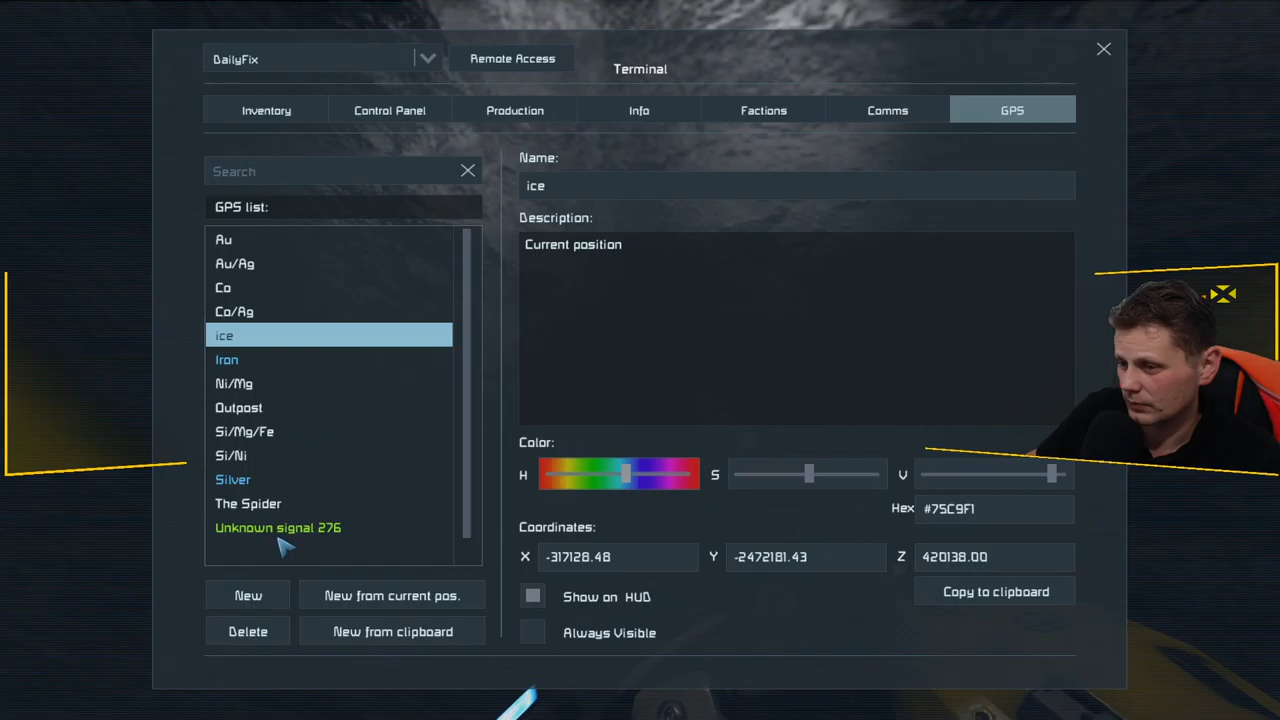 DailyFix
Remote Access
Terminal
Inventory
Control Panel
Production
Info
Factions
Comms
GPS
Search
GPS list:
Au
Au/Ag
Co
Co/Ag
ice
Iron
Ni/Mg
Outpost
Si/Mg/Fe
Si/Ni
Silver
The Spider
Unknown signal 276
New
New from current pos.
Delete
New from clipboard
Name:
ice
Description:
Current position
Color:
H
S
V
Hex #75C9F1
Coordinates:
X -317128.48 Y -2472181.43 Z 420138.00
Show on HUD
Copy to clipboard
Always Visible